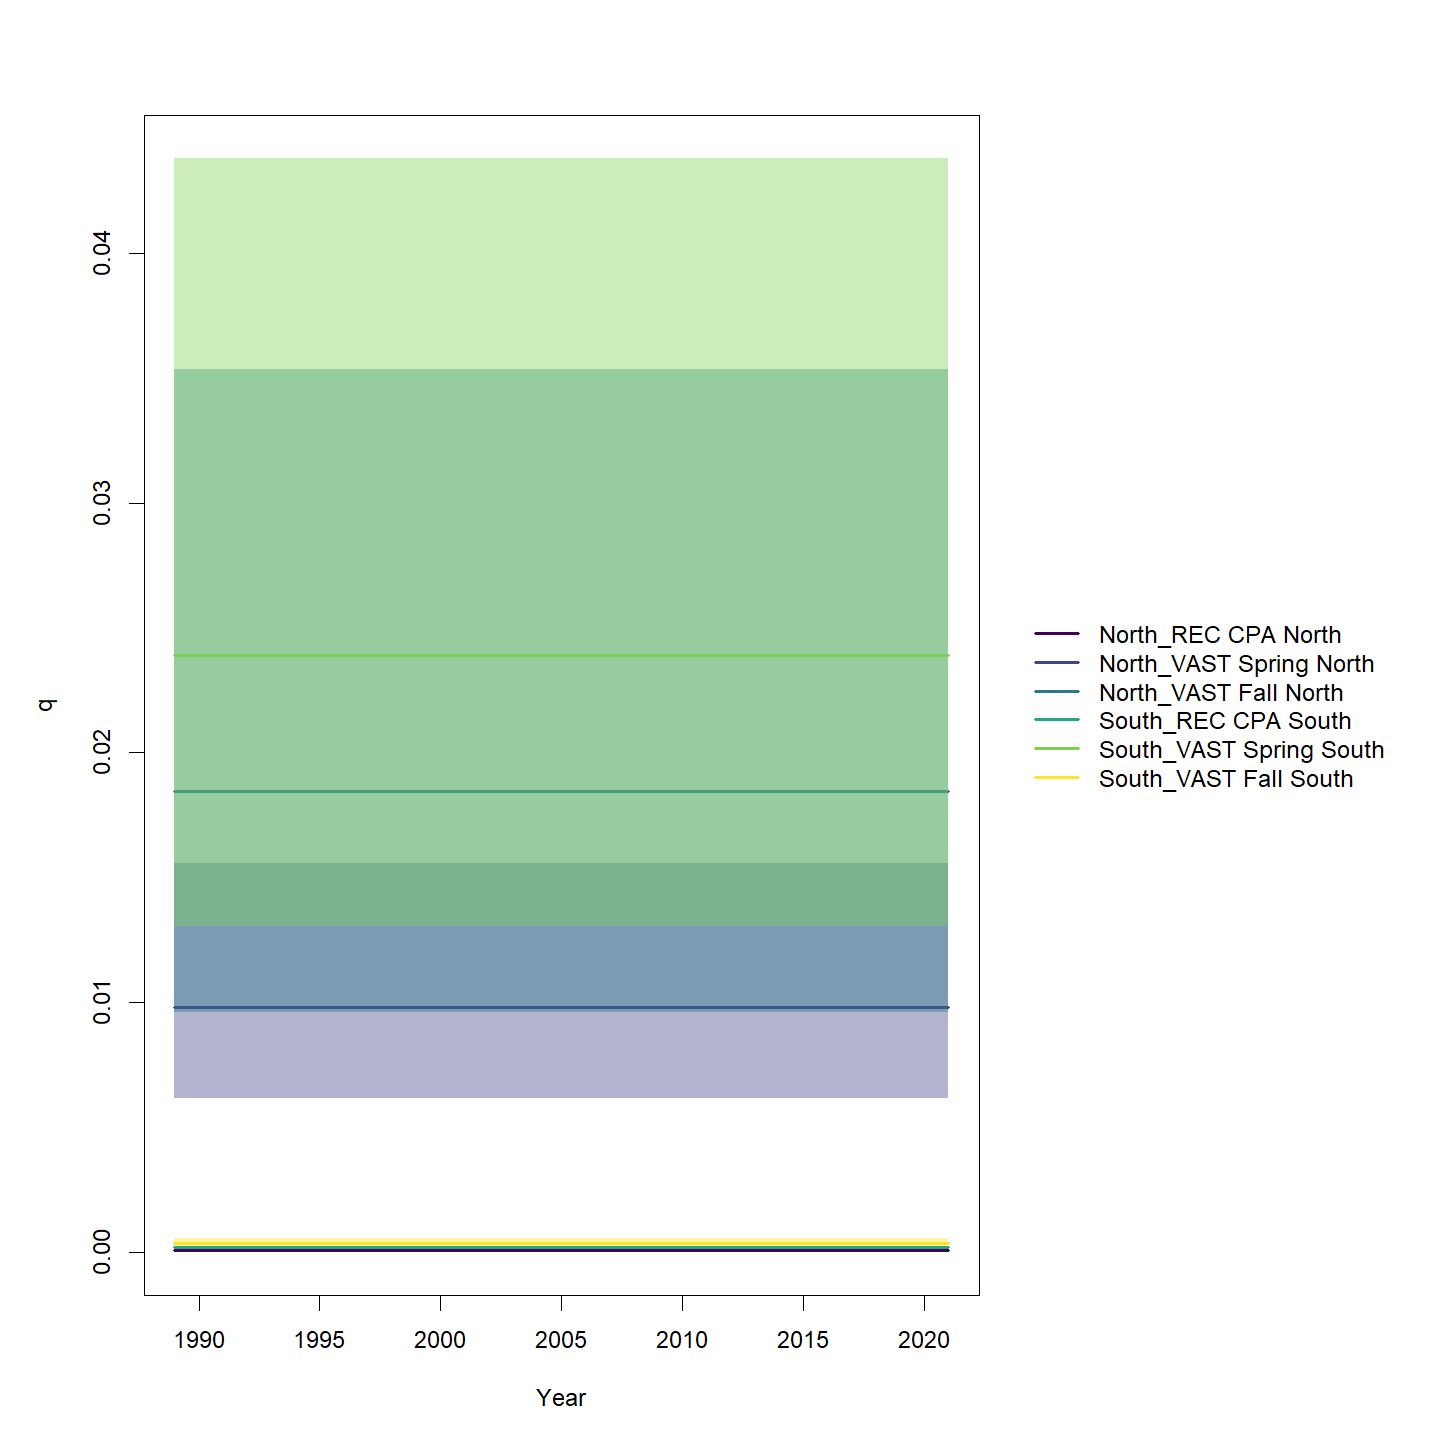 0.04
0.03
0.02
0.01
0.00
q
1990 1995 2000 2005 2010 2015 2020
Year
North_REC CPA North
North_VAST Spring North
North_VAST Fall North
South_REC CPA South
South_VAST Spring South
South_VAST Fall South